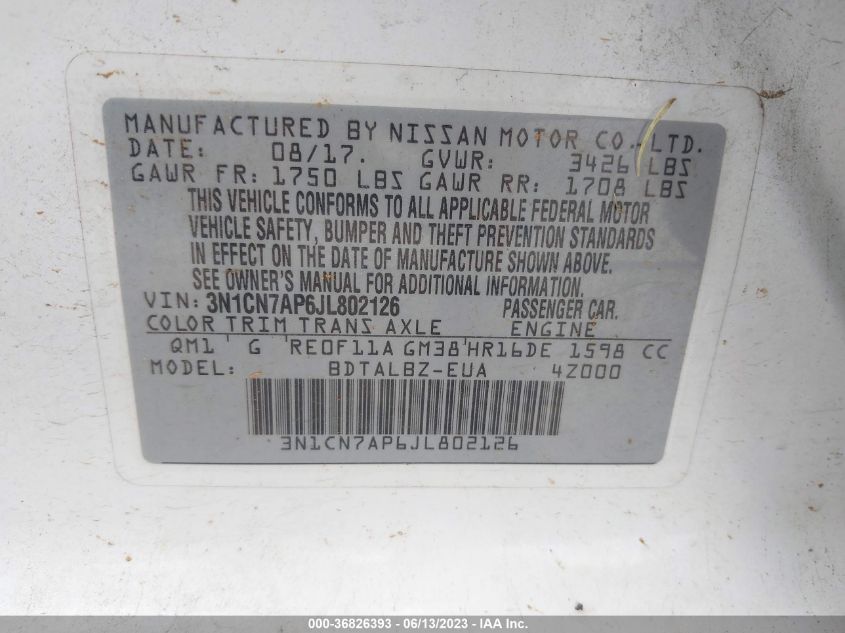 MANUFACTURED BY NISSAN MOTOR CO., LTD.
DATE: 08/17. GVWR: 3426 LBS
GAWR FR: 1750 LBS GAWR RR: 1708 LBS
THIS VEHICLE CONFORMS TO ALL APPLICABLE FEDERAL MOTOR
VEHICLE SAFETY, BUMPER AND THEFT PREVENTION STANDARDS
IN EFFECT ON THE DATE OF MANUFACTURE SHOWN ABOVE.
SEE OWNER'S MANUAL FOR ADDITIONAL INFORMATION.
VIN: 3N1CN7AP6JL802126 PASSENGER CAR.
COLOR TRIM TRANS AXLE ENGINE
QM1 G RE0F11A GM38 HR16DE 1598 CC
MODEL: BDTALBZ-EUA 4Z000
3N1CN7AP6JL802126
000-36826393 - 06/13/2023 - IAAI.com